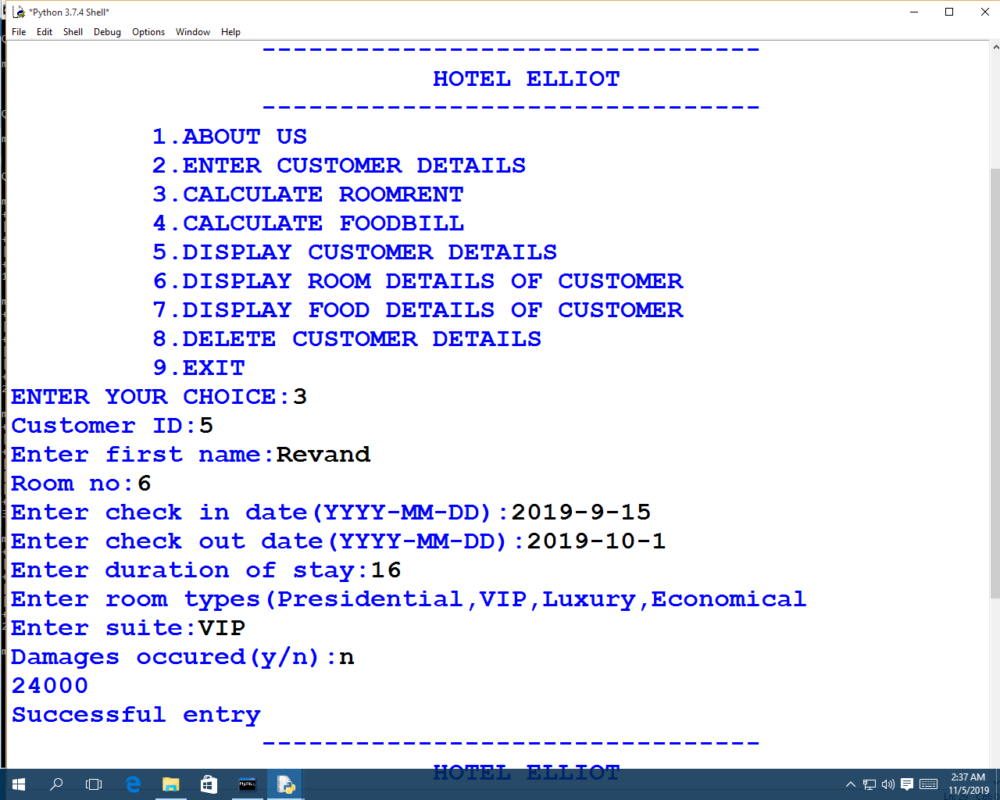 *Python 3.7.4 Shell*
File Edit Shell Debug Options Window Help
--------------------------------
HOTEL ELLIOT
--------------------------------
1.ABOUT US
2.ENTER CUSTOMER DETAILS
3.CALCULATE ROOMRENT
4.CALCULATE FOODBILL
5.DISPLAY CUSTOMER DETAILS
6.DISPLAY ROOM DETAILS OF CUSTOMER
7.DISPLAY FOOD DETAILS OF CUSTOMER
8.DELETE CUSTOMER DETAILS
9.EXIT
ENTER YOUR CHOICE:3
Customer ID:5
Enter first name:Revand
Room no:6
Enter check in date(YYYY-MM-DD):2019-9-15
Enter check out date(YYYY-MM-DD):2019-10-1
Enter duration of stay:16
Enter room types(Presidential,VIP,Luxury,Economical
Enter suite:VIP
Damages occured(y/n):n
24000
Successful entry
--------------------------------
HOTEL ELLIOT
2:37 AM
11/5/2019